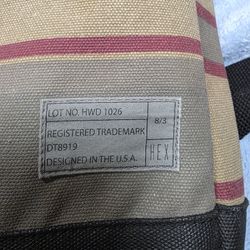 LOT NO. HWD 1026
8/3
REGISTERED TRADEMARK
DT8919
DESIGNED IN THE U.S.A.
HEX